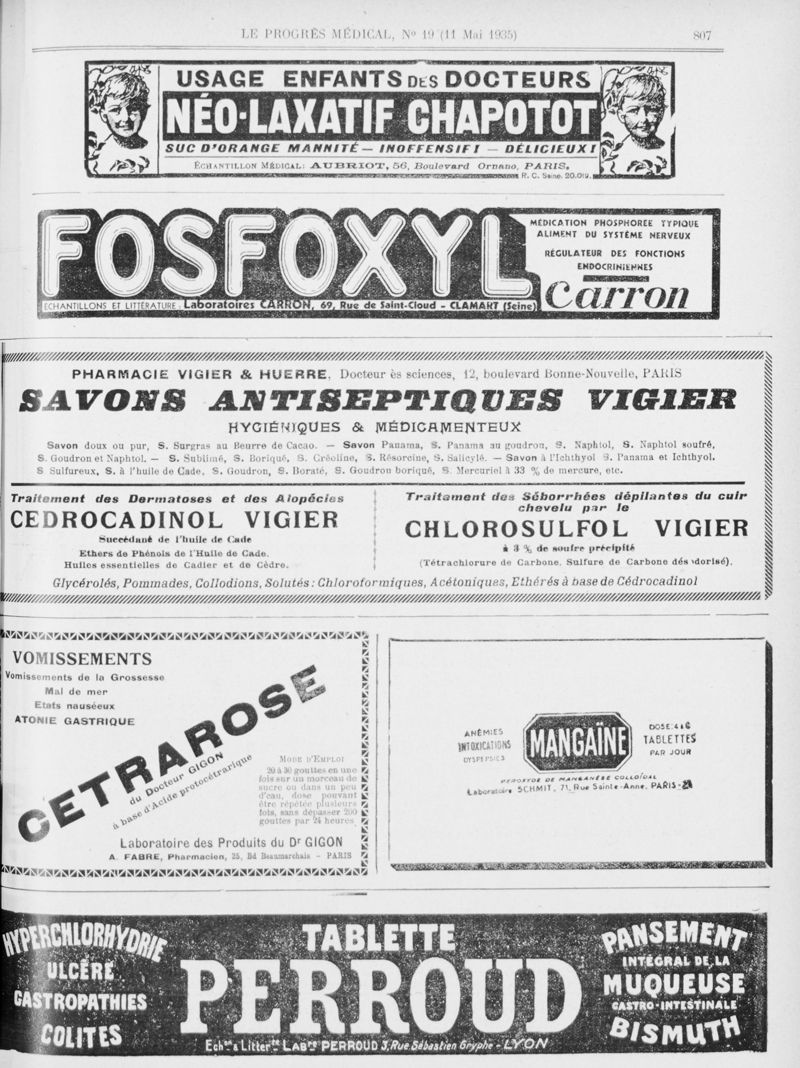 LE PROGRÈS MÉDICAL, No 19 (11 Mai 1935) 807
USAGE ENFANTS DES DOCTEURS
NÉO-LAXATIF CHAPOTOT
SUC D'ORANGE MANNITÉ — INOFFENSIF! — DÉLICIEUX!
ÉCHANTILLON MÉDICAL: AUBRIOT, 56, Boulevard Ornano, PARIS,
R. C. Seine. 20.019.
FOSFOXYL
MÉDICATION PHOSPHORÉE TYPIQUE
ALIMENT DU SYSTÈME NERVEUX
RÉGULATEUR DES FONCTIONS
ENDOCRINIENNES
Carron
ECHANTILLONS ET LITTÉRATURE: Laboratoires CARRON, 69, Rue de Saint-Cloud - CLAMART (Seine)
PHARMACIE VIGIER & HUERRE, Docteur ès sciences, 12, boulevard Bonne-Nouvelle, PARIS
SAVONS ANTISEPTIQUES VIGIER
HYGIÉNIQUES & MÉDICAMENTEUX
Savon doux ou pur, S. Surgras au Beurre de Cacao. — Savon Panama, S. Panama au goudron, S. Naphtol, S. Naphtol soufré,
S. Goudron et Naphtol. — S. Sublimé, S. Boriqué, S. Créoline, S. Résorcine, S. Salicylé. — Savon à l'Ichthyol S. Panama et Ichthyol.
S Sulfureux, S. à l'huile de Cade, S. Goudron, S. Boraté, S. Goudron boriqué, S. Mercuriel à 33 % de mercure, etc.
Traitement des Dermatoses et des Alopécies
CEDROCADINOL VIGIER
Succédané de l'huile de Cade
Ethers de Phénols de l'Huile de Cade.
Huiles essentielles de Cadier et de Cèdre.
Traitement des Séborrhées dépilantes du cuir
chevelu par le
CHLOROSULFOL VIGIER
à 3 % de soufre précipité
(Tétrachlorure de Carbone, Sulfure de Carbone désodorisé).
Glycérolés, Pommades, Collodions, Solutés: Chloroformiques, Acétoniques, Ethérés à base de Cédrocadinol
VOMISSEMENTS
Vomissements de la Grossesse
Mal de mer
Etats nauséeux
ATONIE GASTRIQUE
CETRAROSE
du Docteur GIGON
à base d'Acide protocétrarique
MODE D'EMPLOI
20 à 30 gouttes en une
fois sur un morceau de
sucre ou dans un peu
d'eau, dose pouvant
être répétée plusieurs
fois, sans dépasser 200
gouttes par 24 heures
Laboratoire des Produits du Dr GIGON
A. FABRE, Pharmacien, 25, Bd Beaumarchais - PARIS
ANÉMIES
INTOXICATIONS
DYSPEPSIES
MANGAÏNE
DOSE: 4 à 6
TABLETTES
PAR JOUR
PEPTOTOSE DE MANGANÈSE COLLOÏDAL
Laboratoire SCHMIT, 71, Rue Sainte-Anne, PARIS-2e
HYPERCHLORHYDRIE
ULCÈRE
GASTROPATHIES
COLITES
TABLETTE
PERROUD
Échons & Littérre LABres PERROUD 3, Rue Sébastien Gryphe - LYON
PANSEMENT
INTÉGRAL DE LA
MUQUEUSE
GASTRO-INTESTINALE
BISMUTH